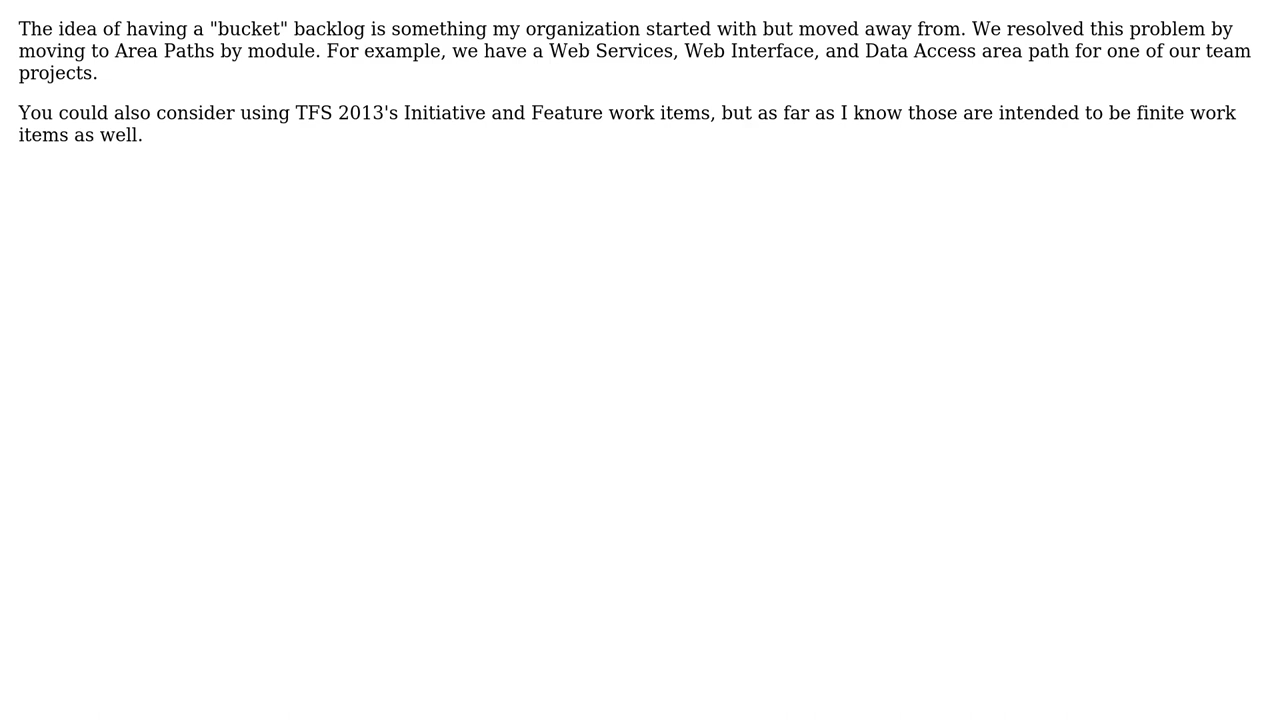 The idea of having a "bucket" backlog is something my organization started with but moved away from. We resolved this problem by
moving to Area Paths by module. For example, we have a Web Services, Web Interface, and Data Access area path for one of our team
projects.
You could also consider using TFS 2013's Initiative and Feature work items, but as far as I know those are intended to be finite work
items as well.